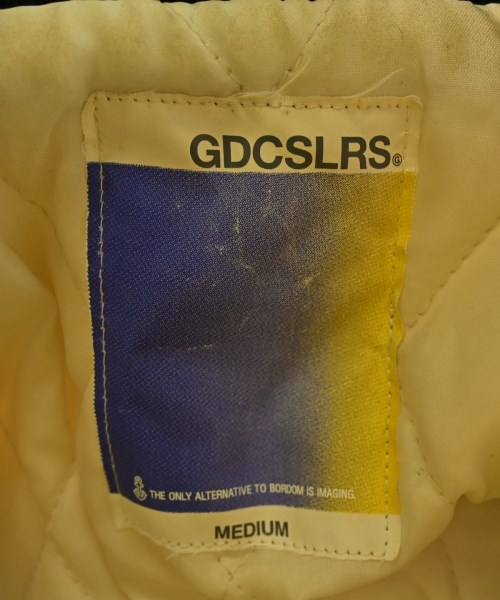 GDCSLRS G
THE ONLY ALTERNATIVE TO BORDOM IS IMAGING.
MEDIUM